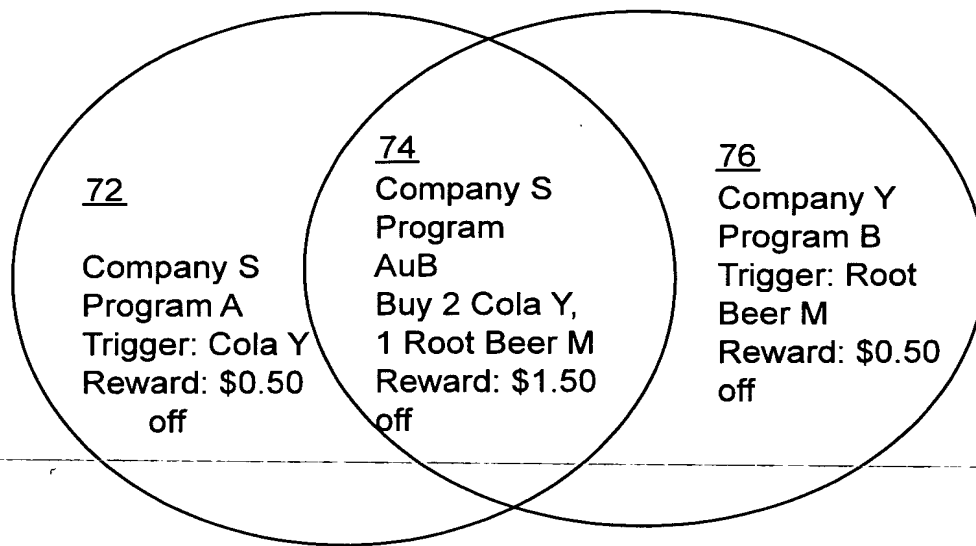 72
Company S
Program A
Trigger: Cola Y
Reward: $0.50
off
74
Company S
Program
AuB
Buy 2 Cola Y,
1 Root Beer M
Reward: $1.50
off
76
Company Y
Program B
Trigger: Root
Beer M
Reward: $0.50
off